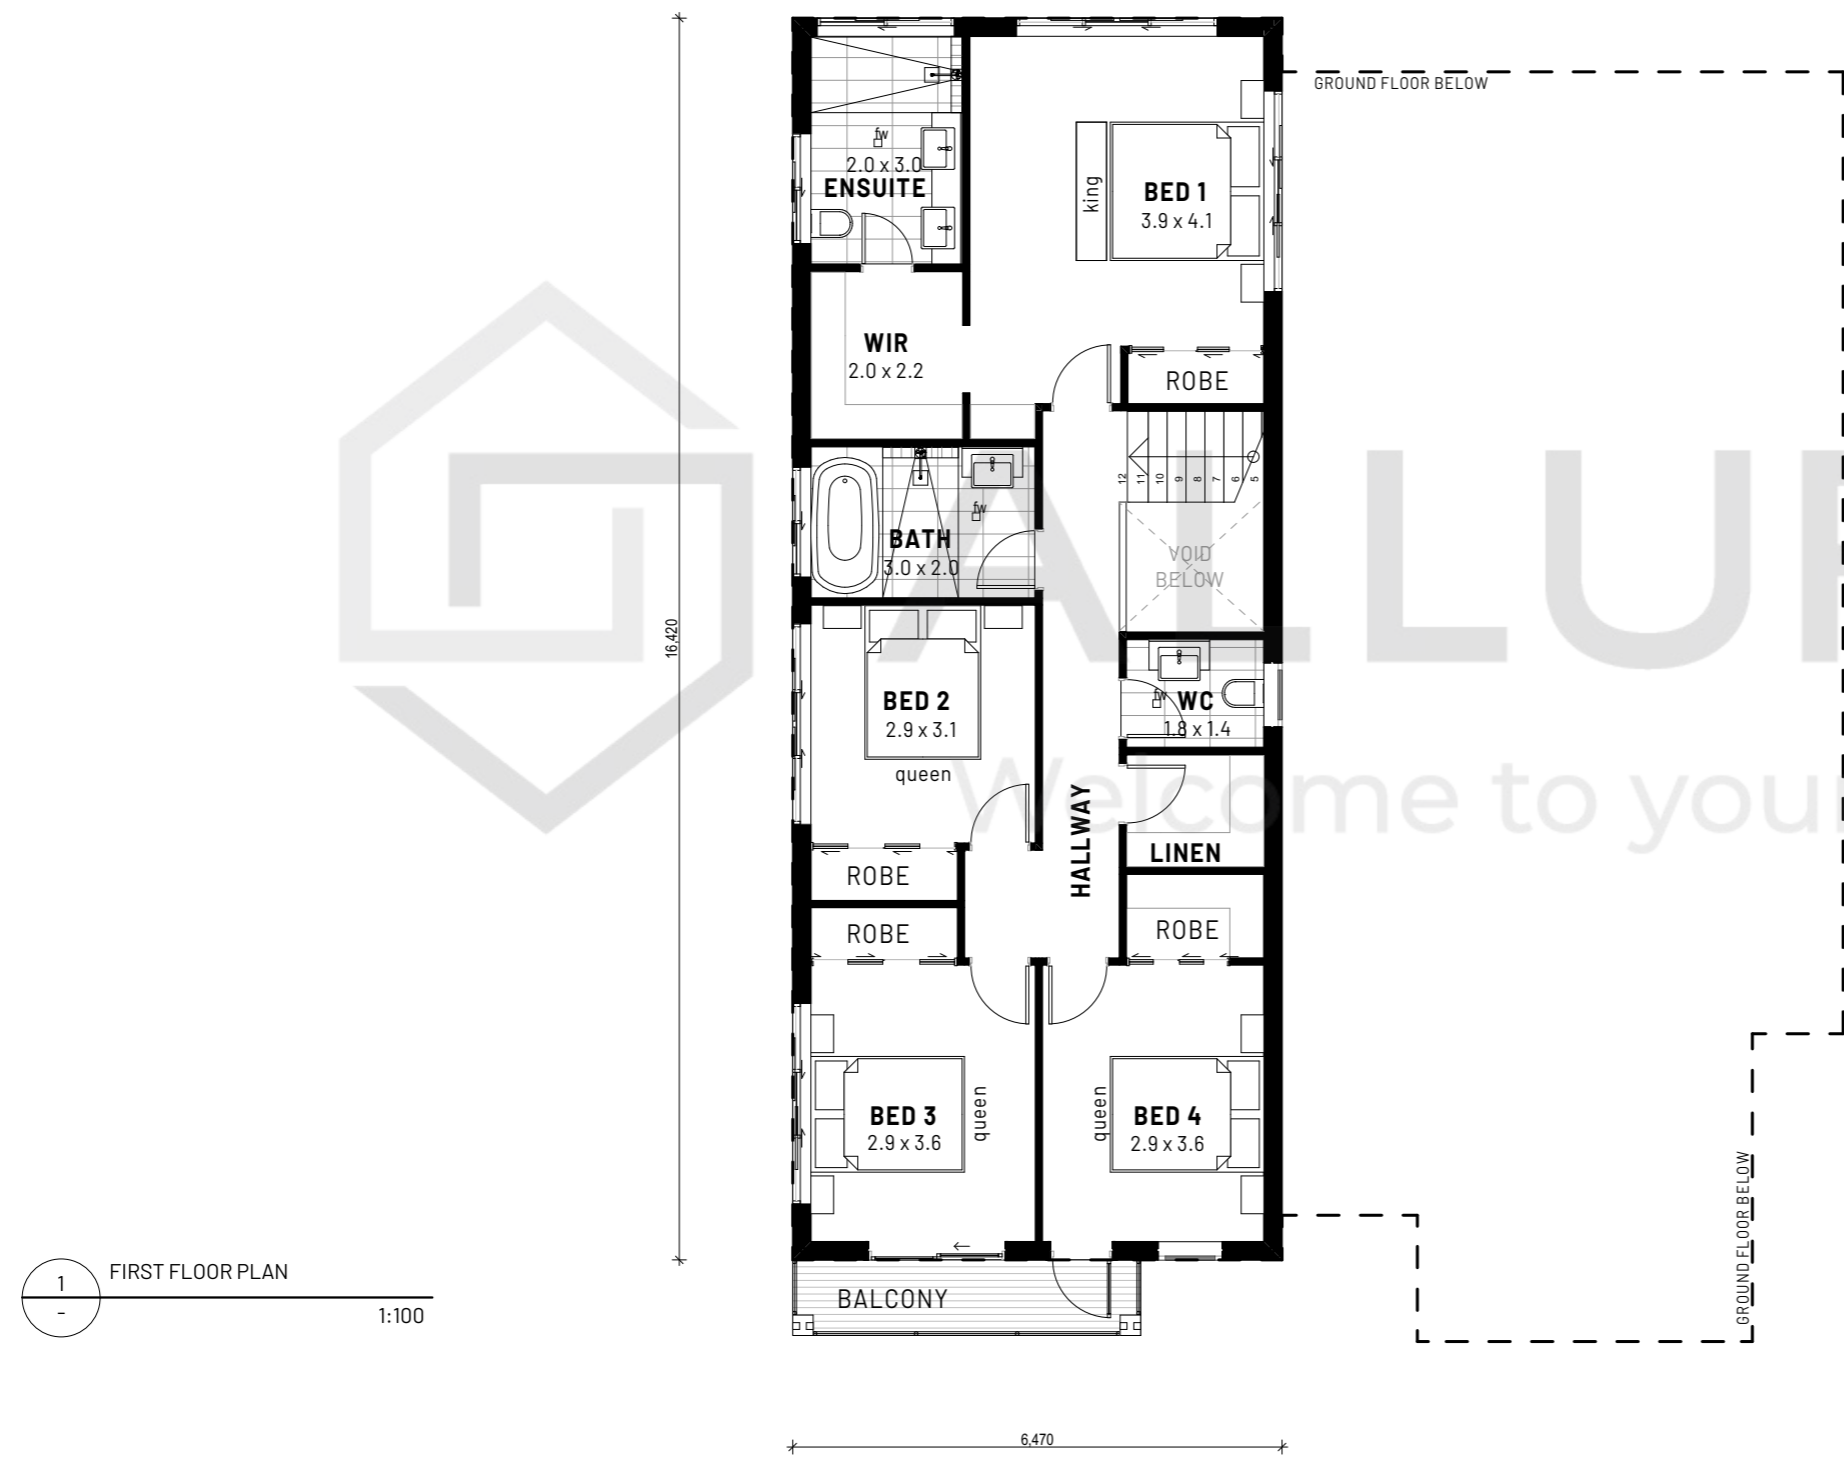 GROUND FLOOR BELOW
fw
2.0 x 3.0
ENSUITE
king
BED 1
3.9 x 4.1
WIR
2.0 x 2.2
ROBE
12 11 10 9 8 7 6 5
fw
BATH
3.0 x 2.0
VOID
BELOW
16,420
BED 2
2.9 x 3.1
queen
fw
WC
1.8 x 1.4
HALLWAY
LINEN
ROBE
ROBE
ROBE
BED 3
2.9 x 3.6
queen
queen
BED 4
2.9 x 3.6
GROUND FLOOR BELOW
1
-
FIRST FLOOR PLAN
1:100
BALCONY
6,470
Welcome to your